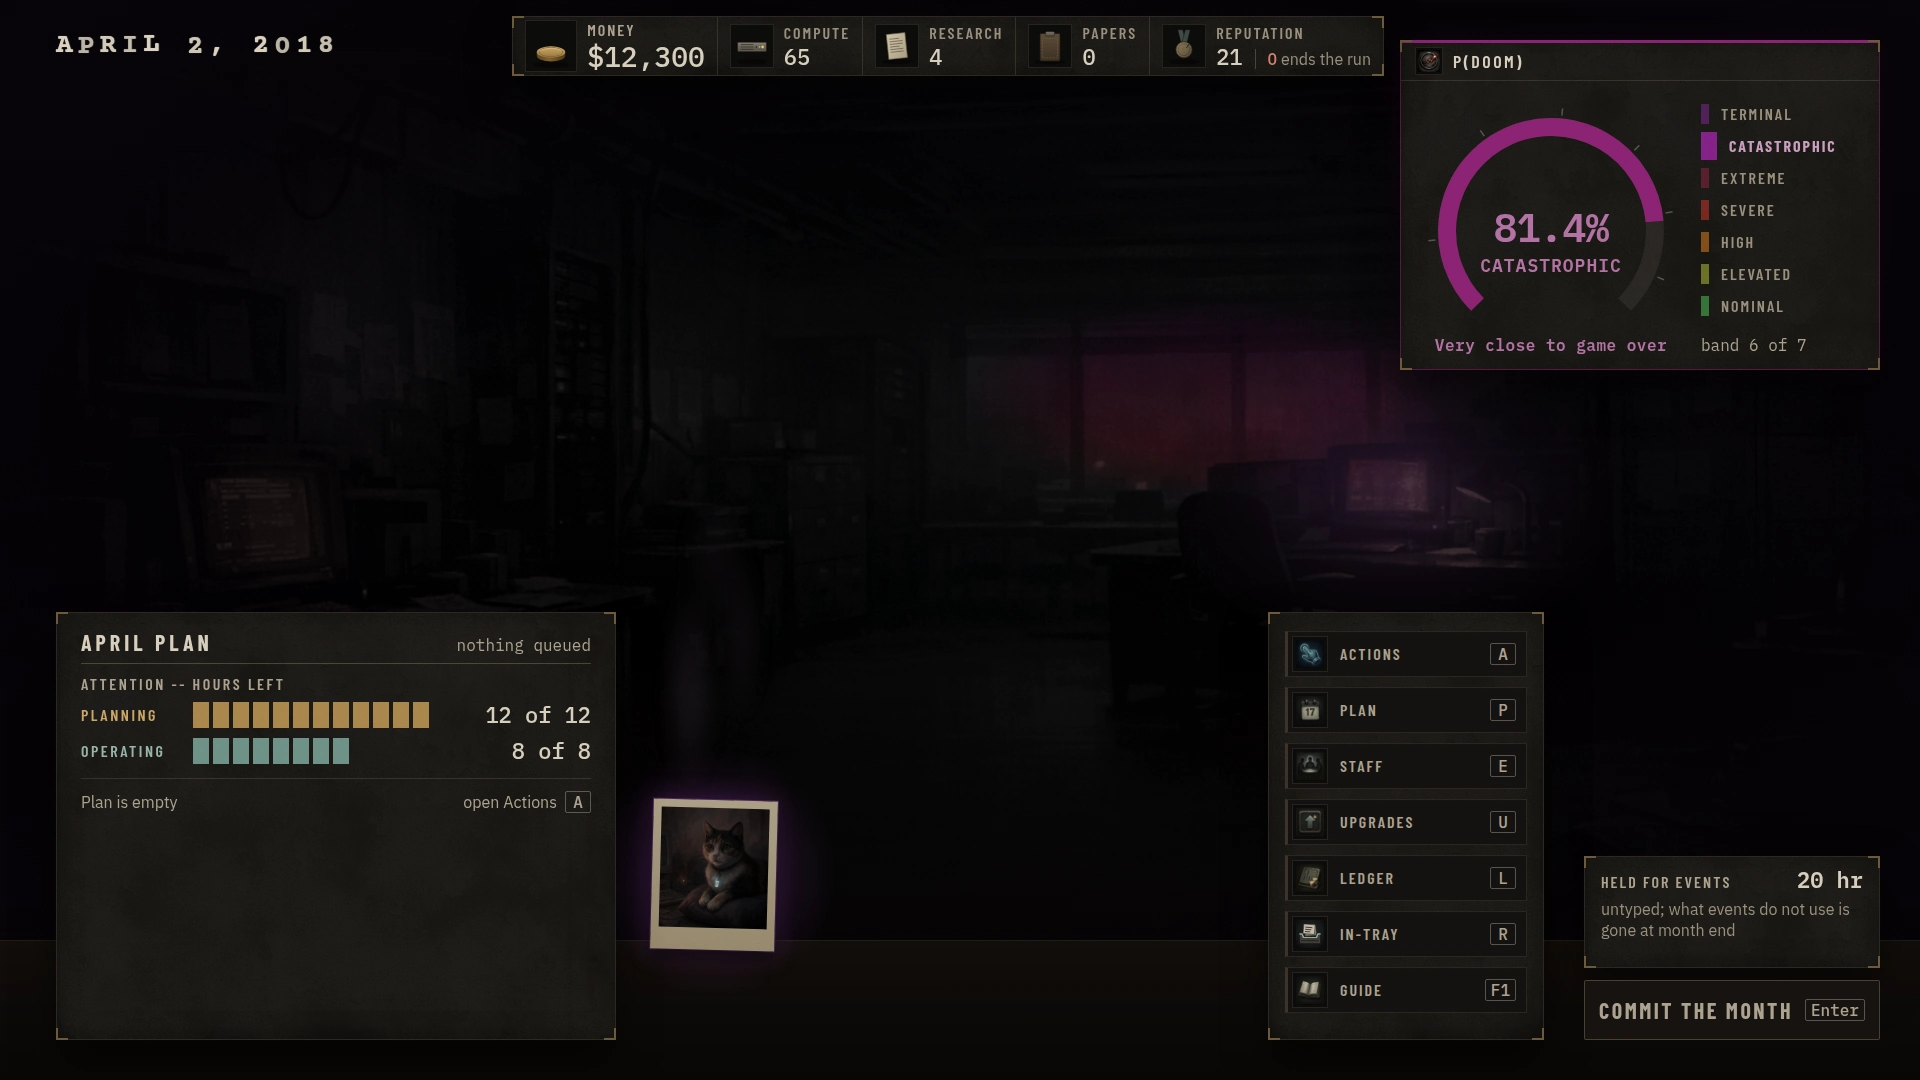 APRIL 2, 2018
MONEY
$12,300
COMPUTE
65
RESEARCH
4
PAPERS
0
REPUTATION
21
0 ends the run
P(DOOM)
81.4%
CATASTROPHIC
Very close to game over
TERMINAL
CATASTROPHIC
EXTREME
SEVERE
HIGH
ELEVATED
NOMINAL
band 6 of 7
APRIL PLAN
nothing queued
ATTENTION -- HOURS LEFT
PLANNING
12 of 12
OPERATING
8 of 8
Plan is empty
open Actions A
ACTIONS A
PLAN P
17
STAFF E
UPGRADES U
LEDGER L
IN-TRAY R
GUIDE F1
HELD FOR EVENTS
20 hr
untyped; what events do not use is
gone at month end
COMMIT THE MONTH Enter